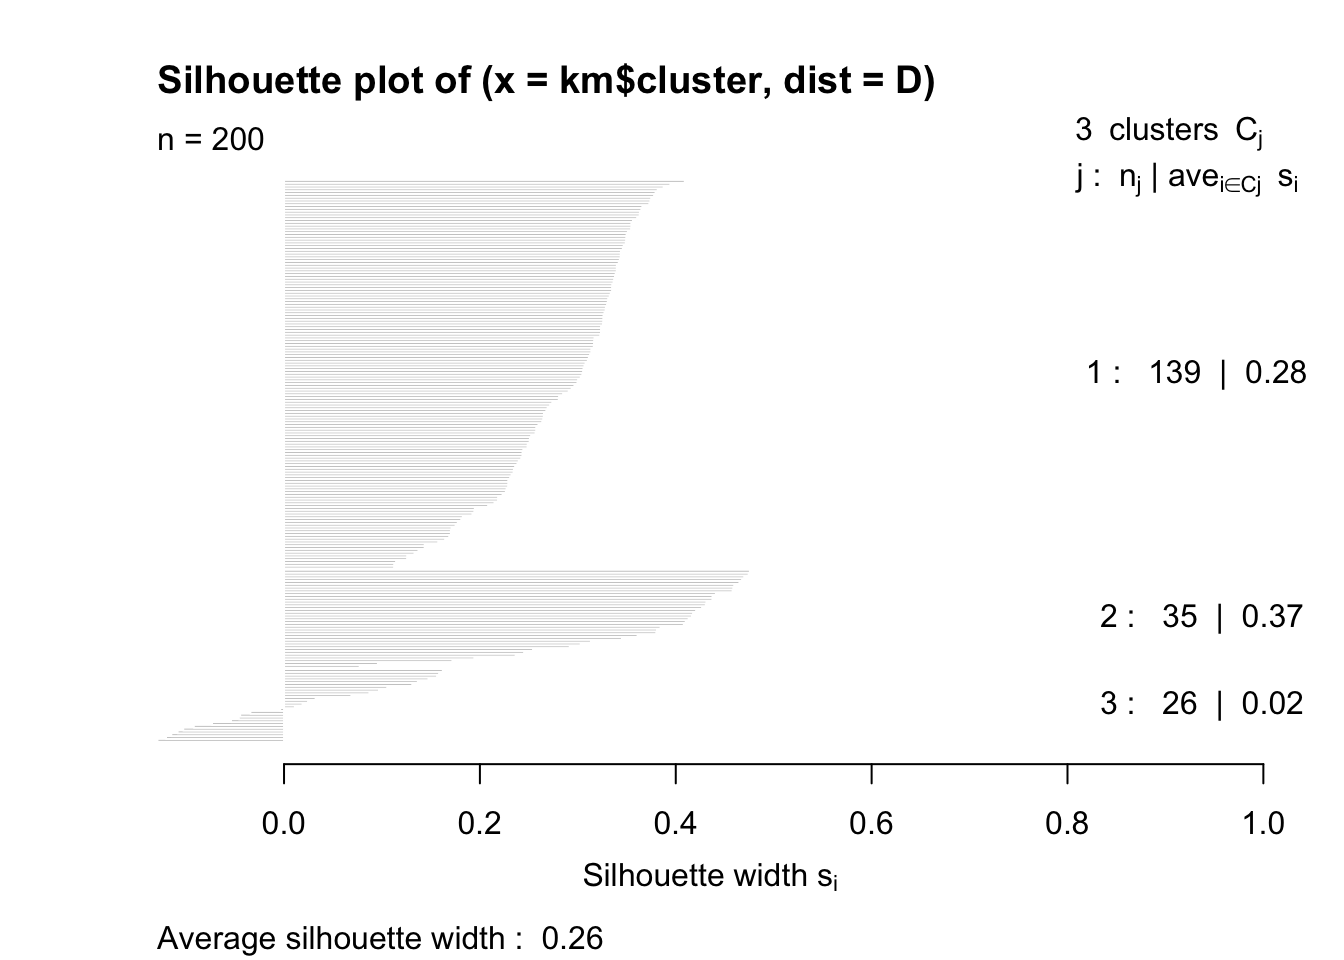 Silhouette plot of (x = km$cluster, dist = D)
n = 200
3 clusters Cj
j : nj | avei∈Cj si
1 : 139 | 0.28
2 : 35 | 0.37
3 : 26 | 0.02
0.0 0.2 0.4 0.6 0.8 1.0
Silhouette width si
Average silhouette width : 0.26